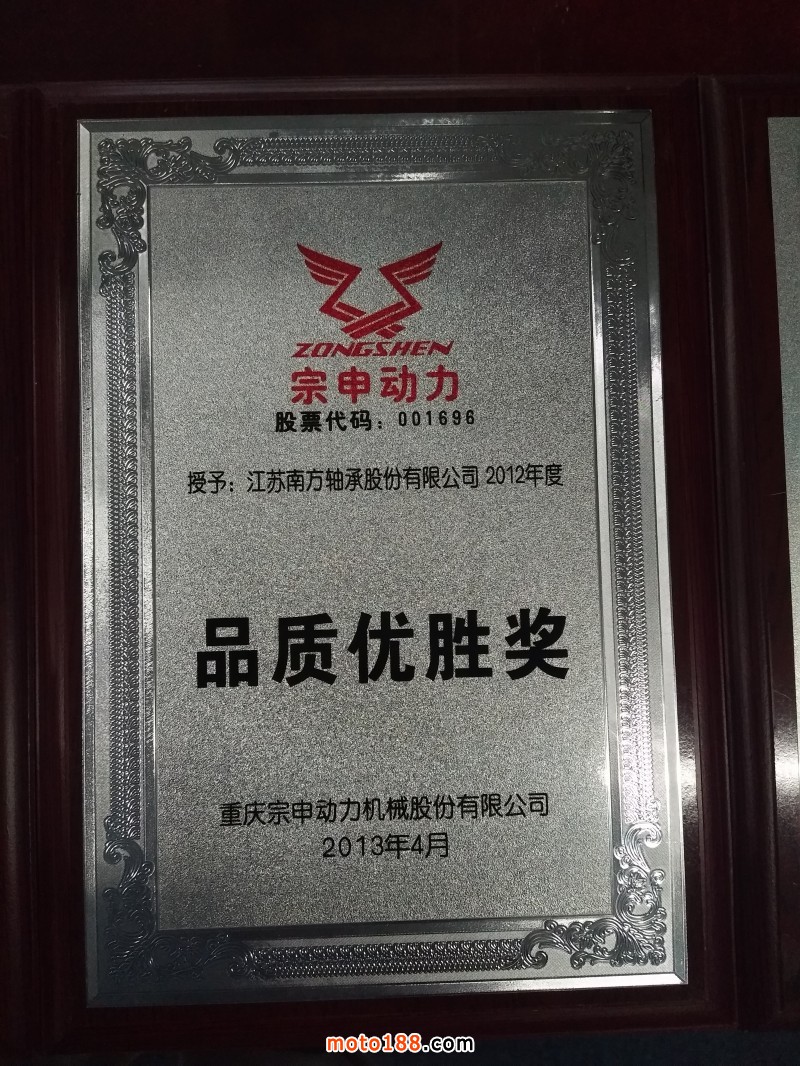 ZONGSHEN
宗申动力
股票代码：001696
授予：江苏南方轴承股份有限公司 2012年度
品质优胜奖
重庆宗申动力机械股份有限公司
2013年4月
moto188.com